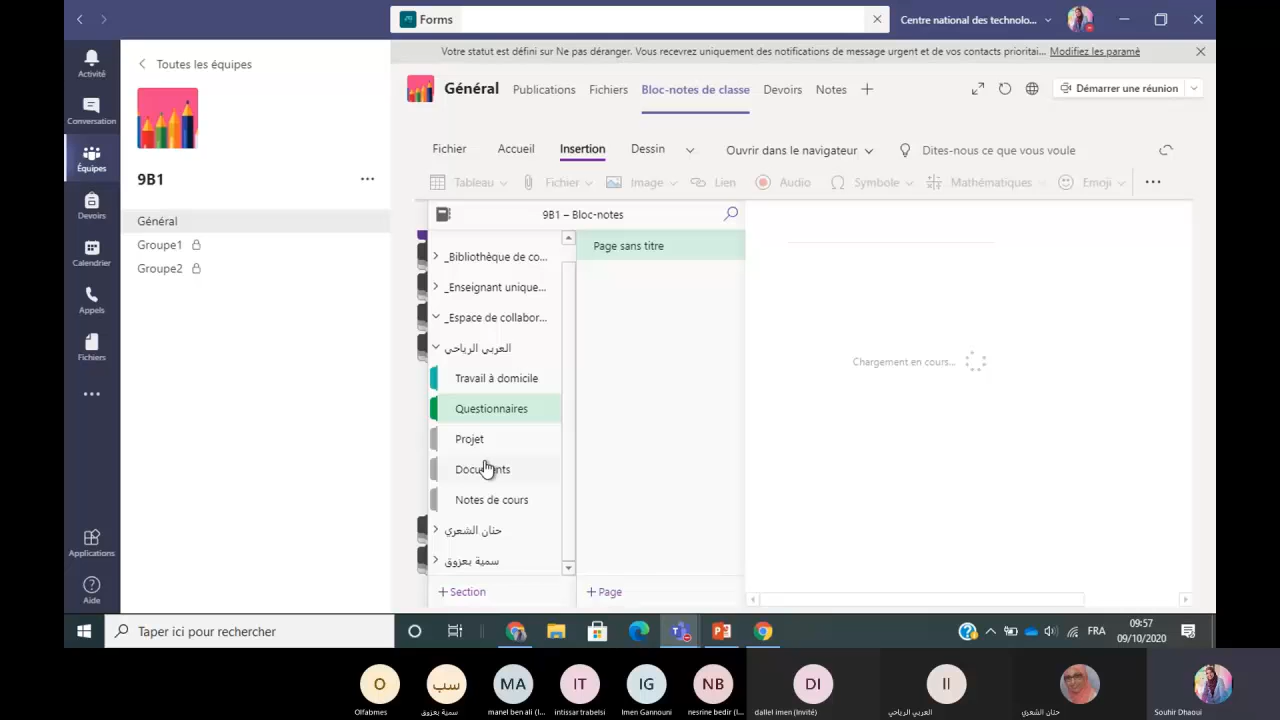 Forms
Centre national des technolo...
Votre statut est défini sur Ne pas déranger. Vous recevrez uniquement des notifications de message urgent et de vos contacts prioritai... Modifiez les paramè
Activité
Conversation
Équipes
Devoirs
Calendrier
Appels
Fichiers
Applications
Aide
Toutes les équipes
9B1
Général
Groupe1
Groupe2
Général Publications Fichiers Bloc-notes de classe Devoirs Notes
Démarrer une réunion
Fichier Accueil Insertion Dessin Ouvrir dans le navigateur Dites-nous ce que vous voule
Tableau Fichier Image Lien Audio Symbole Mathématiques Emoji
9B1 – Bloc-notes
_Bibliothèque de co...
_Enseignant unique...
_Espace de collabor...
العربي الرياحي
Travail à domicile
Questionnaires
Projet
Documents
Notes de cours
حنان الشعري
سمية بعزوق
+ Section
Page sans titre
+ Page
Chargement en cours...
Taper ici pour rechercher
FRA
09:57
09/10/2020
O
Olfabmes
سب
سمية بعزوق
MA
manel ben ali (I...
IT
intissar trabelsi
IG
Imen Gannouni
NB
nesrine bedir (I...
DI
dallel imen (Invité)
اا
العربي الرياحي
حنان الشعري
Souhir Dhaoui